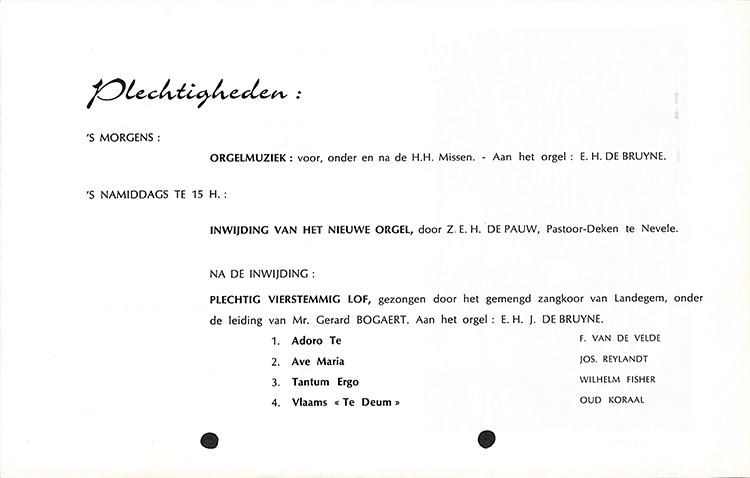 Plechtigheden :
'S MORGENS :
ORGELMUZIEK : voor, onder en na de H.H. Missen. - Aan het orgel : E. H. DE BRUYNE.
'S NAMIDDAGS TE 15 H. :
INWIJDING VAN HET NIEUWE ORGEL, door Z. E. H. DE PAUW, Pastoor-Deken te Nevele.
NA DE INWIJDING :
PLECHTIG VIERSTEMMIG LOF, gezongen door het gemengd zangkoor van Landegem, onder
de leiding van Mr. Gerard BOGAERT. Aan het orgel : E. H. J. DE BRUYNE.
1. Adoro Te F. VAN DE VELDE
2. Ave Maria JOS. REYLANDT
3. Tantum Ergo WILHELM FISHER
4. Vlaams « Te Deum » OUD KORAAL